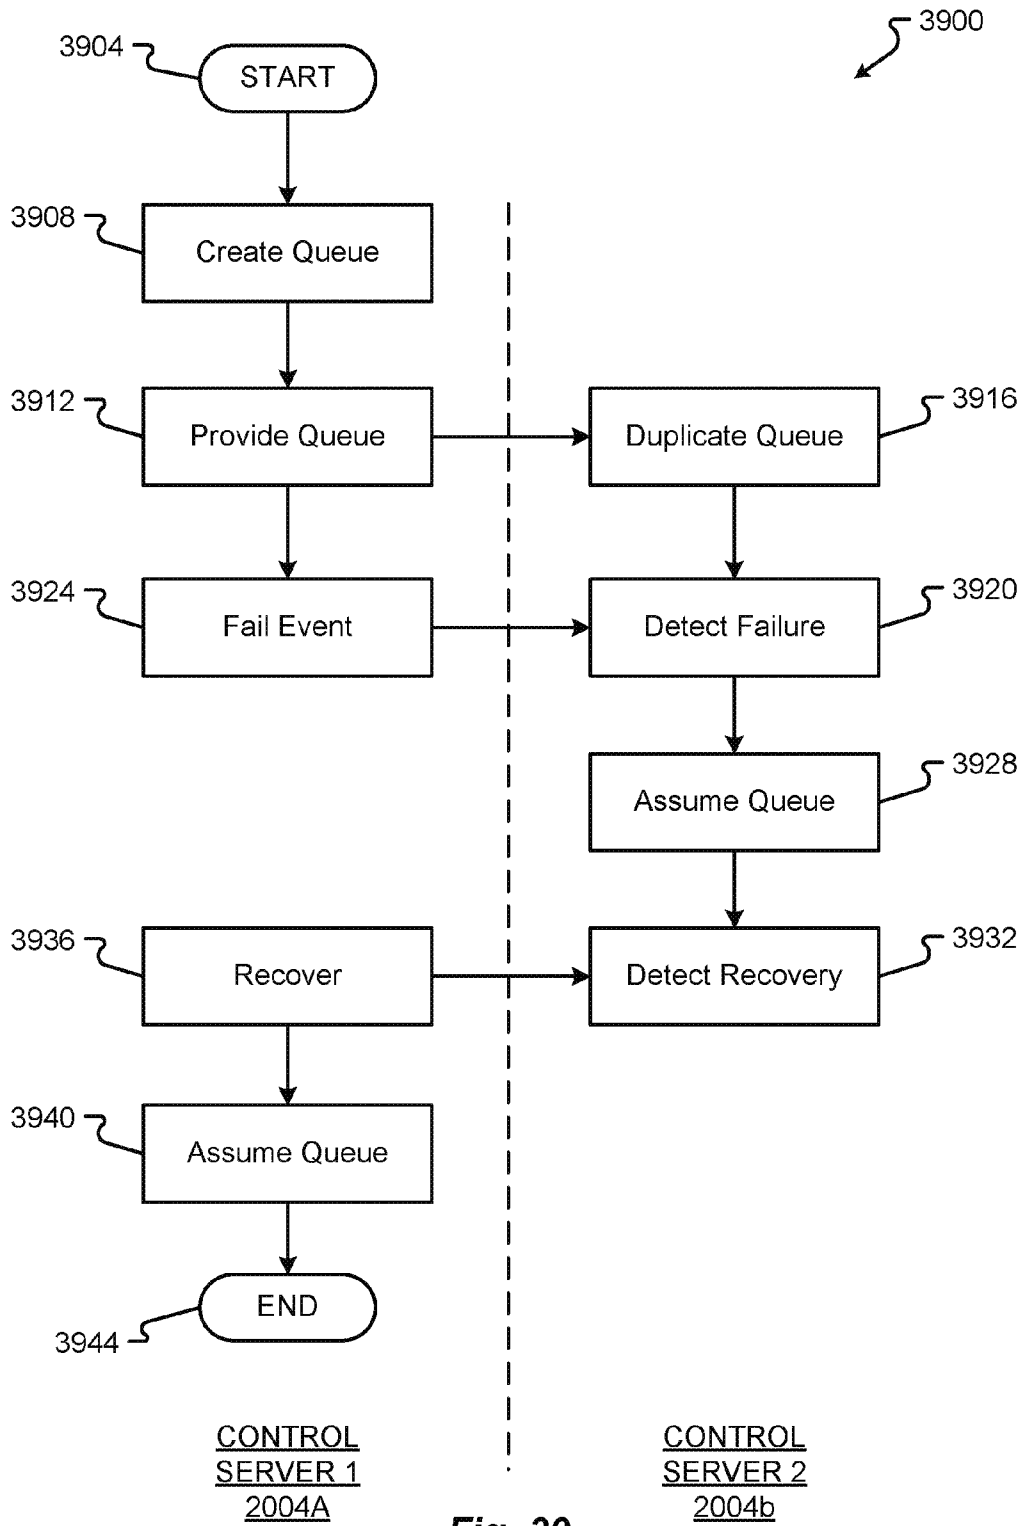 3900
3904
START
3908
Create Queue
3912
Provide Queue
Duplicate Queue
3916
3924
Fail Event
Detect Failure
3920
Assume Queue
3928
3936
Recover
Detect Recovery
3932
3940
Assume Queue
END
3944
CONTROL
SERVER 1
2004A
CONTROL
SERVER 2
2004b